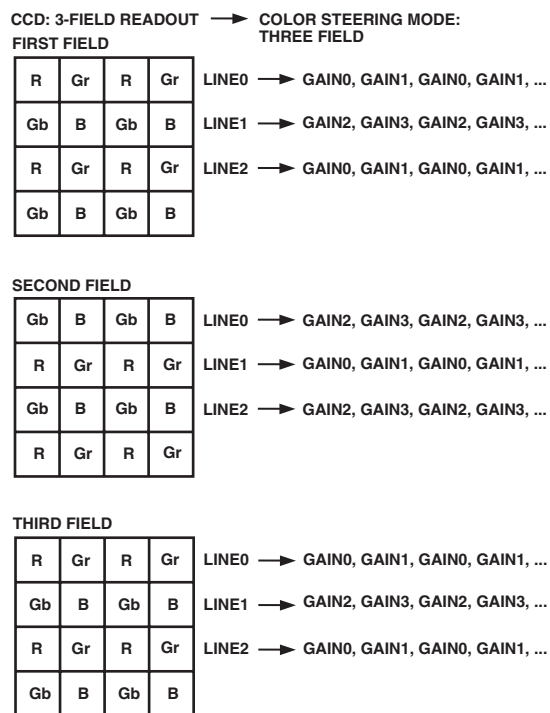 CCD: 3-FIELD READOUT → COLOR STEERING MODE:
THREE FIELD
FIRST FIELD
R Gr R Gr LINE0 → GAIN0, GAIN1, GAIN0, GAIN1, ...
Gb B Gb B LINE1 → GAIN2, GAIN3, GAIN2, GAIN3, ...
R Gr R Gr LINE2 → GAIN0, GAIN1, GAIN0, GAIN1, ...
Gb B Gb B
SECOND FIELD
Gb B Gb B LINE0 → GAIN2, GAIN3, GAIN2, GAIN3, ...
R Gr R Gr LINE1 → GAIN0, GAIN1, GAIN0, GAIN1, ...
Gb B Gb B LINE2 → GAIN2, GAIN3, GAIN2, GAIN3, ...
R Gr R Gr
THIRD FIELD
R Gr R Gr LINE0 → GAIN0, GAIN1, GAIN0, GAIN1, ...
Gb B Gb B LINE1 → GAIN2, GAIN3, GAIN2, GAIN3, ...
R Gr R Gr LINE2 → GAIN0, GAIN1, GAIN0, GAIN1, ...
Gb B Gb B